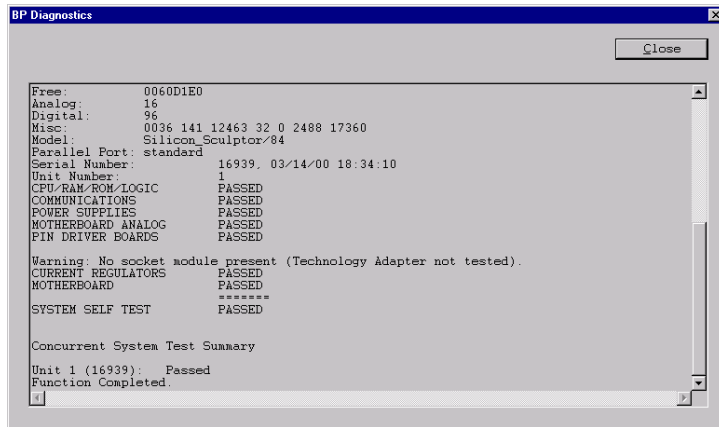 BP Diagnostics
Close
Free: 0060D1E0
Analog: 16
Digital: 96
Misc: 0036 141 12463 32 0 2488 17360
Model: Silicon_Sculptor/84
Parallel Port: standard
Serial Number: 16939, 03/14/00 18:34:10
Unit Number: 1
CPU/RAM/ROM/LOGIC PASSED
COMMUNICATIONS PASSED
POWER SUPPLIES PASSED
MOTHERBOARD ANALOG PASSED
PIN DRIVER BOARDS PASSED
Warning: No socket module present (Technology Adapter not tested).
CURRENT REGULATORS PASSED
MOTHERBOARD PASSED
=======
SYSTEM SELF TEST PASSED
Concurrent System Test Summary
Unit 1 (16939): Passed
Function Completed.